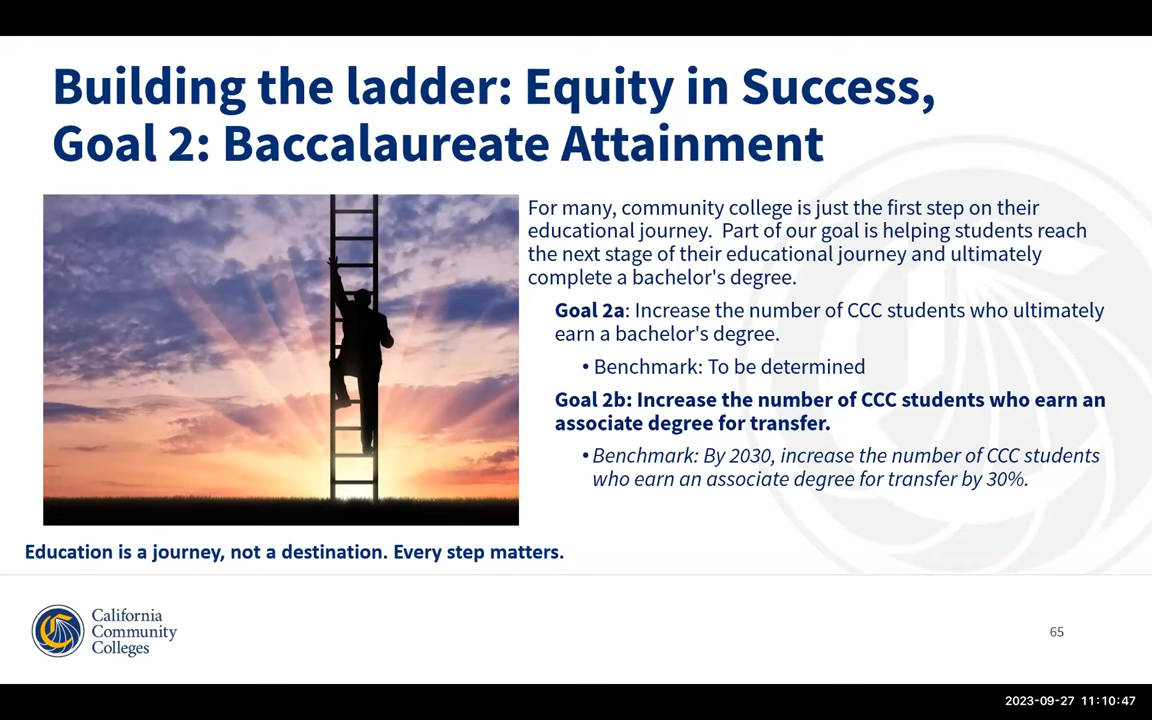 Building the ladder: Equity in Success,
Goal 2: Baccalaureate Attainment
For many, community college is just the first step on their
educational journey.  Part of our goal is helping students reach
the next stage of their educational journey and ultimately
complete a bachelor's degree.
Goal 2a: Increase the number of CCC students who ultimately
earn a bachelor's degree.
• Benchmark: To be determined
Goal 2b: Increase the number of CCC students who earn an
associate degree for transfer.
• Benchmark: By 2030, increase the number of CCC students
who earn an associate degree for transfer by 30%.
Education is a journey, not a destination. Every step matters.
California
Community
Colleges
65
2023-09-27 11:10:47